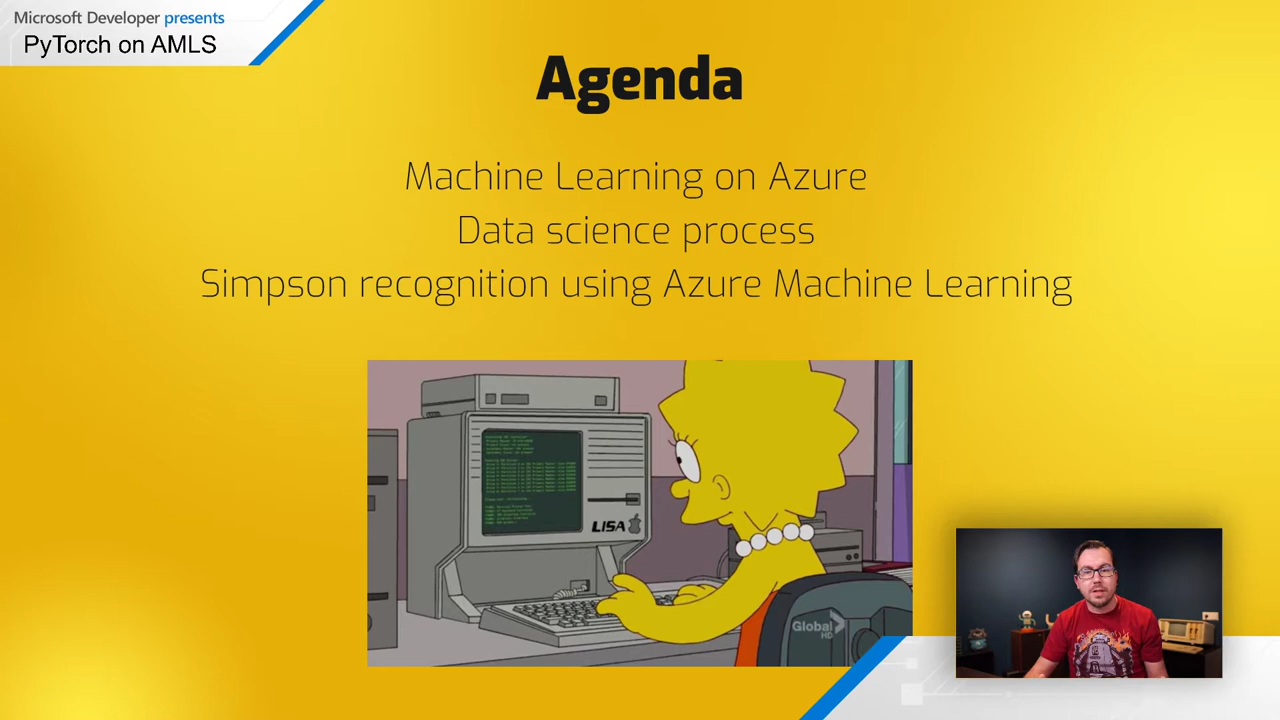 Microsoft Developer presents
PyTorch on AMLS
Agenda
Machine Learning on Azure
Data science process
Simpson recognition using Azure Machine Learning
LISA
Global
HD